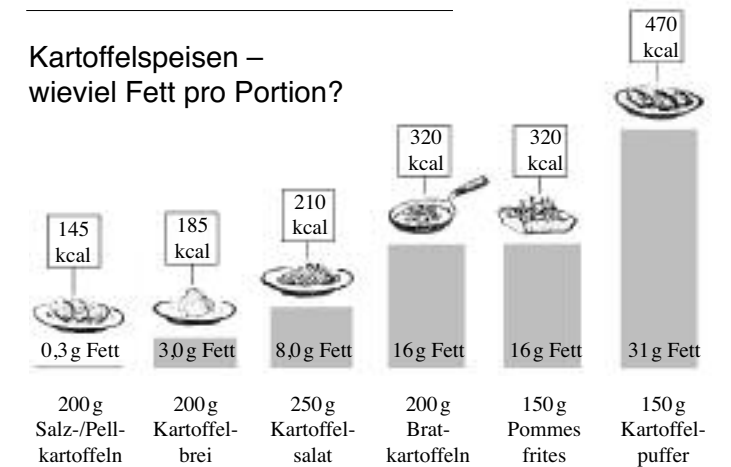 Kartoffelspeisen –
wieviel Fett pro Portion?
145
kcal
185
kcal
210
kcal
320
kcal
320
kcal
470
kcal
0,3 g Fett
3,0 g Fett
8,0 g Fett
16 g Fett
16 g Fett
31 g Fett
200 g
Salz-/Pell-
kartoffeln
200 g
Kartoffel-
brei
250 g
Kartoffel-
salat
200 g
Brat-
kartoffeln
150 g
Pommes
frites
150 g
Kartoffel-
puffer